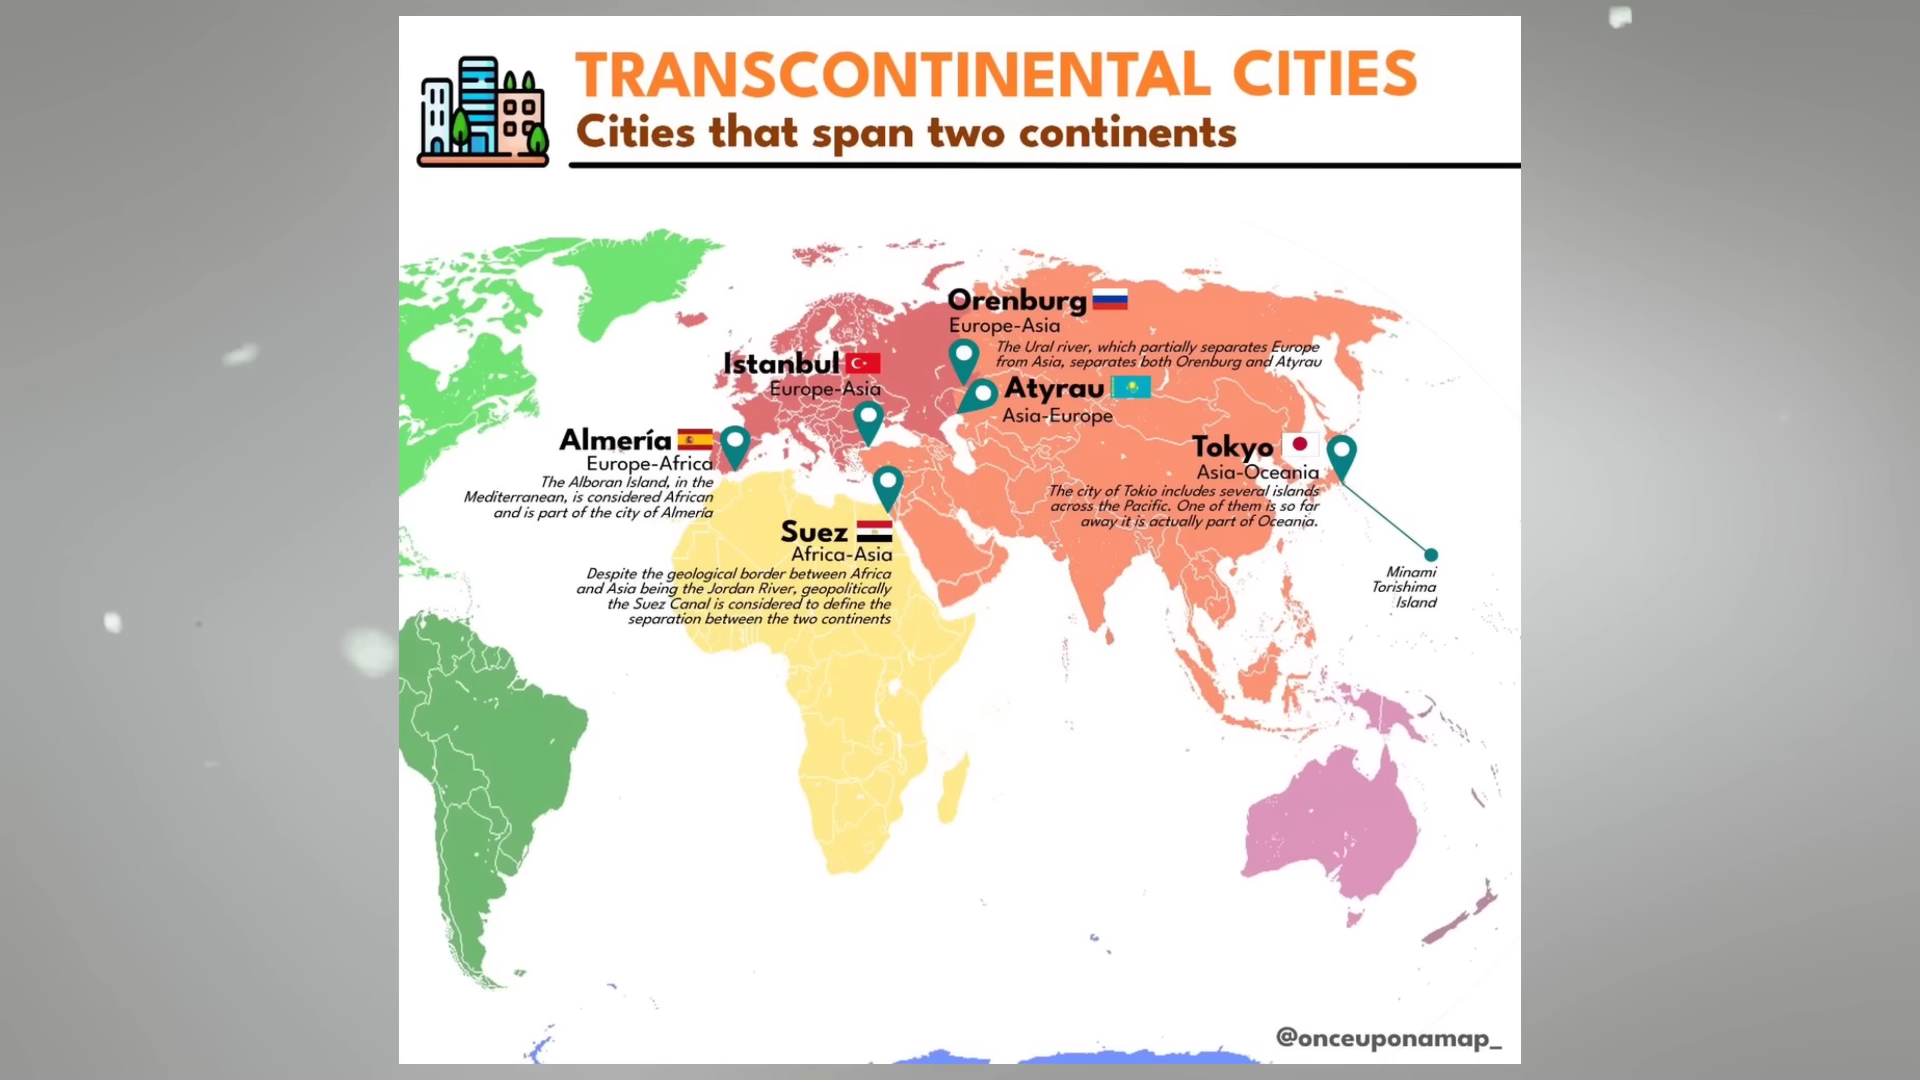 TRANSCONTINENTAL CITIES
Cities that span two continents
Orenburg
Europe-Asia
The Ural river, which partially separates Europe
from Asia, separates both Orenburg and Atyrau
Istanbul
Europe-Asia
Atyrau
Asia-Europe
Almería
Europe-Africa
The Alboran Island, in the
Mediterranean, is considered African
and is part of the city of Almería
Tokyo
Asia-Oceania
The city of Tokio includes several islands
across the Pacific. One of them is so far
away it is actually part of Oceania.
Suez
Africa-Asia
Despite the geological border between Africa
and Asia being the Jordan River, geopolitically
the Suez Canal is considered to define the
separation between the two continents
Minami
Torishima
Island
@onceuponamap_